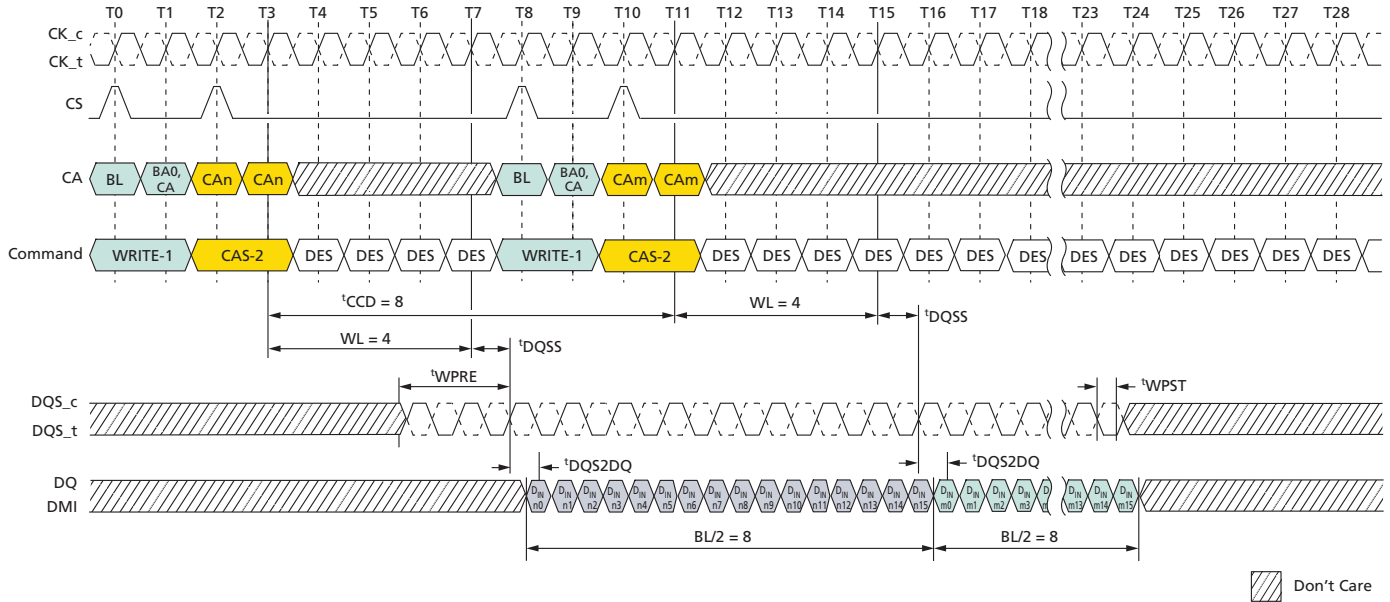 T0 T1 T2 T3 T4 T5 T6 T7 T8 T9 T10 T11 T12 T13 T14 T15 T16 T17 T18 T23 T24 T25 T26 T27 T28
CK_c
CK_t
CS
CA BL BA0, CA CAn CAn BL BA0, CA CAm CAm
Command WRITE-1 CAS-2 DES DES DES DES WRITE-1 CAS-2 DES DES DES DES DES DES DES DES DES DES DES DES DES
tCCD = 8 WL = 4 tDQSS
WL = 4 tDQSS
tWPRE tWPST
DQS_c
DQS_t
tDQS2DQ tDQS2DQ
DQ DIN DIN DIN DIN DIN DIN DIN DIN DIN DIN DIN DIN DIN DIN DIN DIN DIN DIN DIN DIN DIN DIN DIN
DMI n0 n1 n2 n3 n4 n5 n6 n7 n8 n9 n10 n11 n12 n13 n14 n15 m0 m1 m2 m3 m13 m14 m15
BL/2 = 8 BL/2 = 8
Don't Care